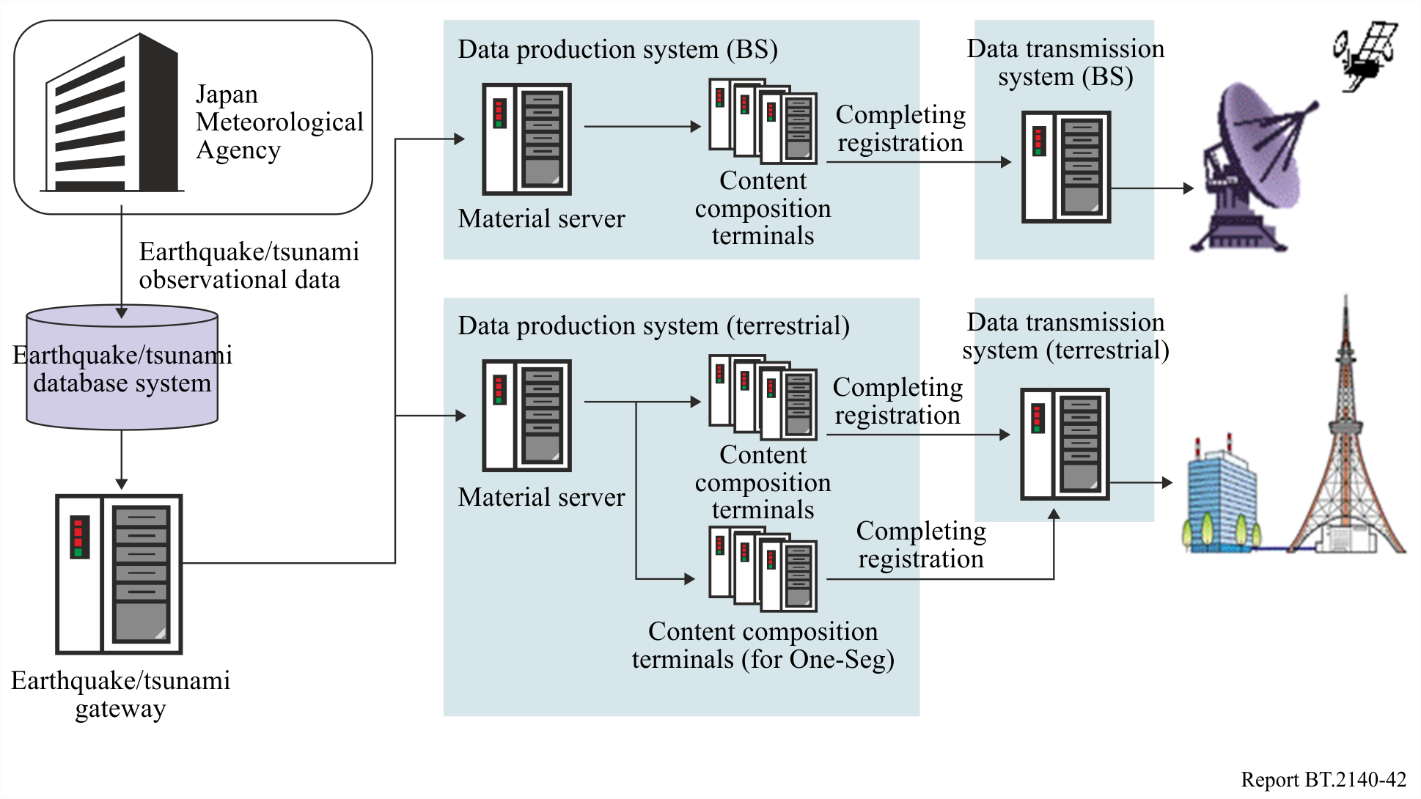 Japan
Meteorological
Agency
Earthquake/tsunami
observational data
Earthquake/tsunami
database system
Earthquake/tsunami
gateway
Data production system (BS)
Material server
Content
composition
terminals
Completing
registration
Data transmission
system (BS)
Data production system (terrestrial)
Material server
Content
composition
terminals
Completing
registration
Content composition
terminals (for One-Seg)
Completing
registration
Data transmission
system (terrestrial)
Report BT.2140-42